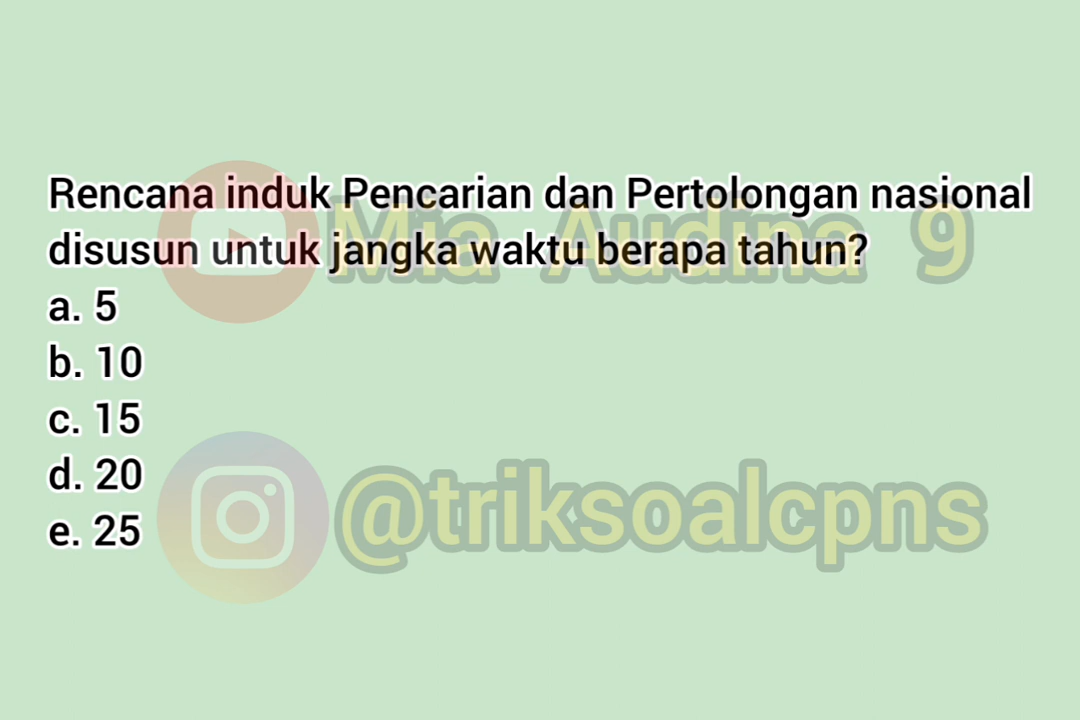 Rencana induk Pencarian dan Pertolongan nasional
disusun untuk jangka waktu berapa tahun?
Mia Audina 9
a. 5
b. 10
c. 15
d. 20
e. 25
@triksoalcpns